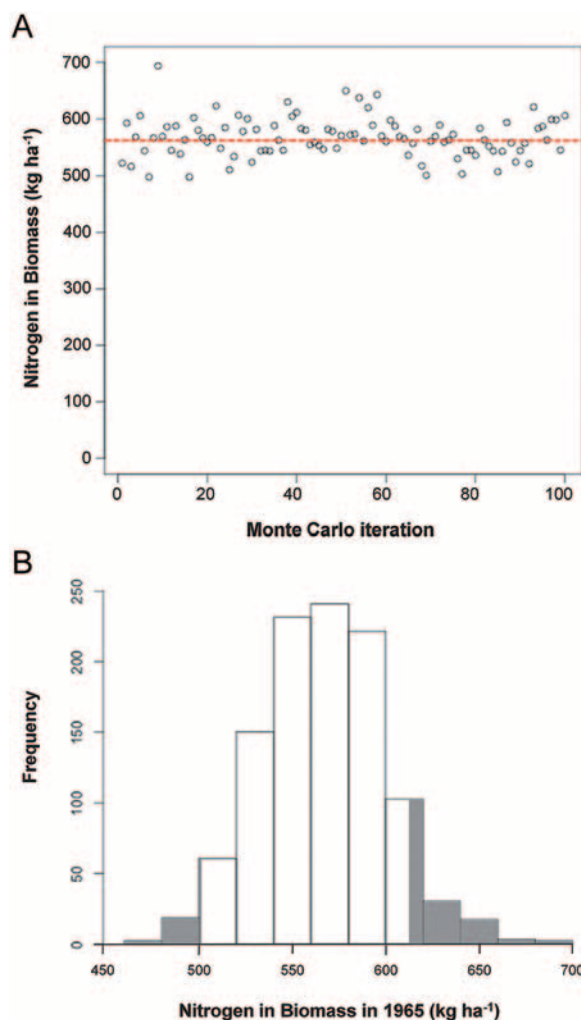 A
Nitrogen in Biomass (kg ha⁻¹)
700
600
500
400
300
200
100
0
0 20 40 60 80 100
Monte Carlo iteration
B
Frequency
250
200
150
100
50
0
450 500 550 600 650 700
Nitrogen in Biomass in 1965 (kg ha⁻¹)